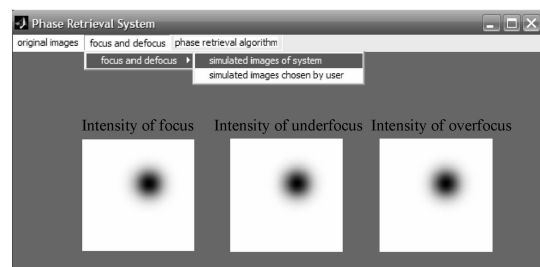 Phase Retrieval System
original images focus and defocus phase retrieval algorithm
focus and defocus simulated images of system
simulated images chosen by user
Intensity of focus Intensity of underfocus Intensity of overfocus